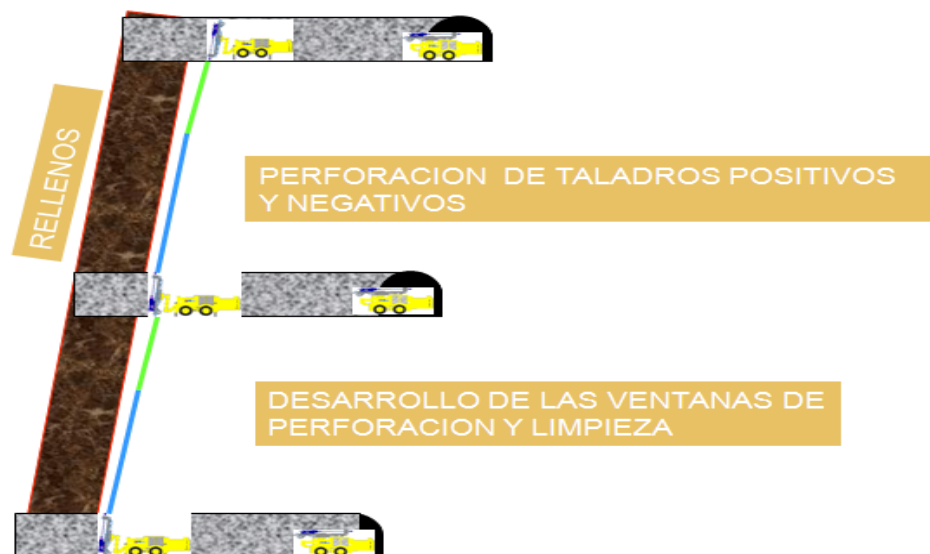 RELLENOS
PERFORACION DE TALADROS POSITIVOS
Y NEGATIVOS
DESARROLLO DE LAS VENTANAS DE
PERFORACION Y LIMPIEZA